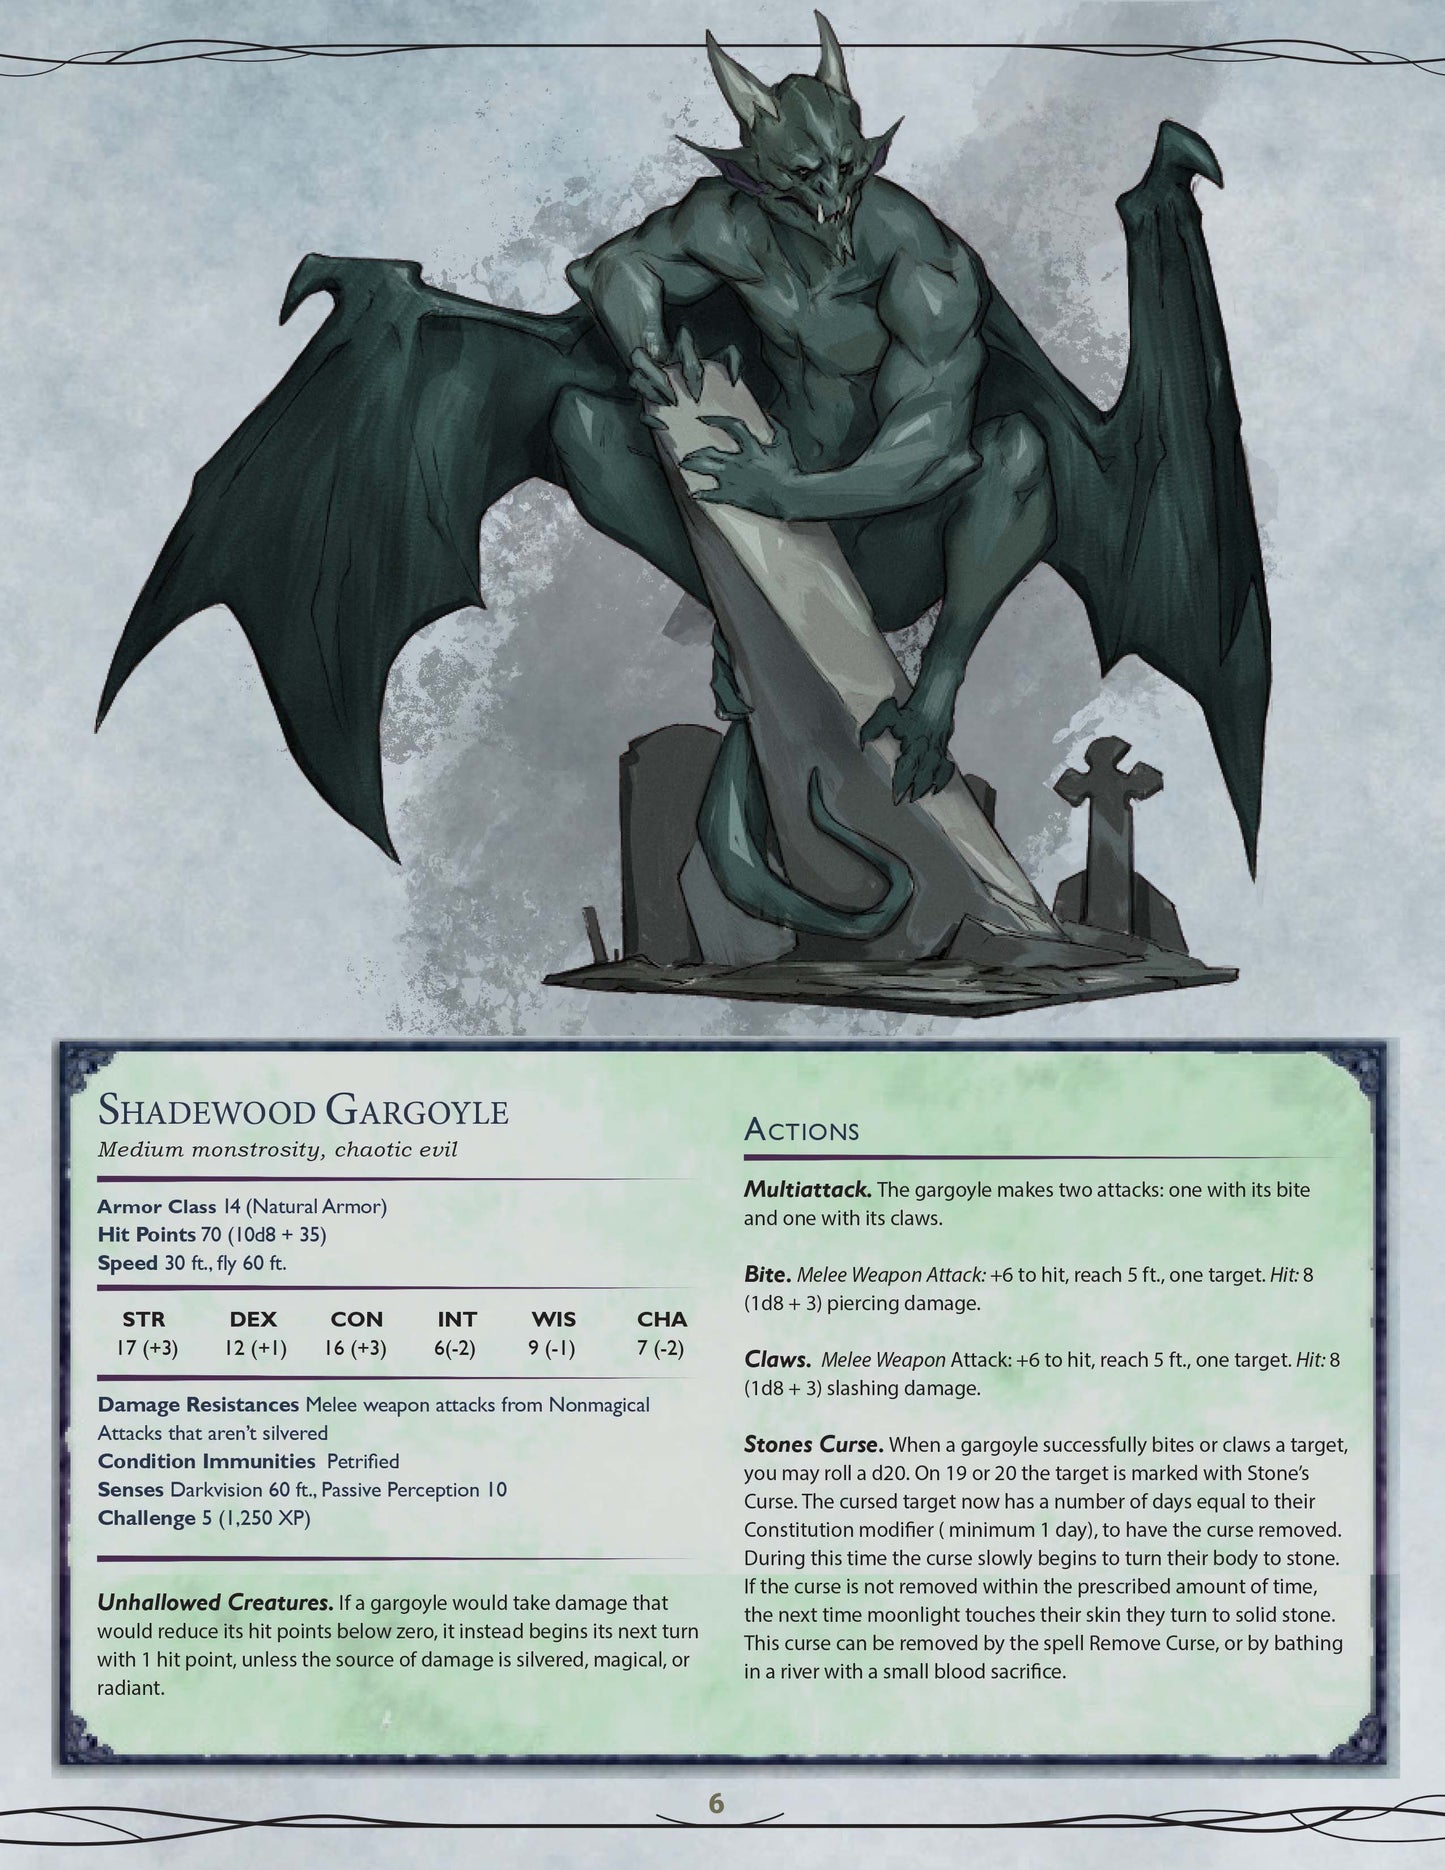 Shadewood Gargoyle
Medium monstrosity, chaotic evil
Armor Class 14 (Natural Armor)
Hit Points 70 (10d8 + 35)
Speed 30 ft., fly 60 ft.
STR DEX CON INT WIS CHA
17 (+3) 12 (+1) 16 (+3) 6(-2) 9 (-1) 7 (-2)
Damage Resistances Melee weapon attacks from Nonmagical
Attacks that aren't silvered
Condition Immunities Petrified
Senses Darkvision 60 ft., Passive Perception 10
Challenge 5 (1,250 XP)
Unhallowed Creatures. If a gargoyle would take damage that
would reduce its hit points below zero, it instead begins its next turn
with 1 hit point, unless the source of damage is silvered, magical, or
radiant.
Actions
Multiattack. The gargoyle makes two attacks: one with its bite
and one with its claws.
Bite. Melee Weapon Attack: +6 to hit, reach 5 ft., one target. Hit: 8
(1d8 + 3) piercing damage.
Claws. Melee Weapon Attack: +6 to hit, reach 5 ft., one target. Hit: 8
(1d8 + 3) slashing damage.
Stones Curse. When a gargoyle successfully bites or claws a target,
you may roll a d20. On 19 or 20 the target is marked with Stone's
Curse. The cursed target now has a number of days equal to their
Constitution modifier ( minimum 1 day), to have the curse removed.
During this time the curse slowly begins to turn their body to stone.
If the curse is not removed within the prescribed amount of time,
the next time moonlight touches their skin they turn to solid stone.
This curse can be removed by the spell Remove Curse, or by bathing
in a river with a small blood sacrifice.
6